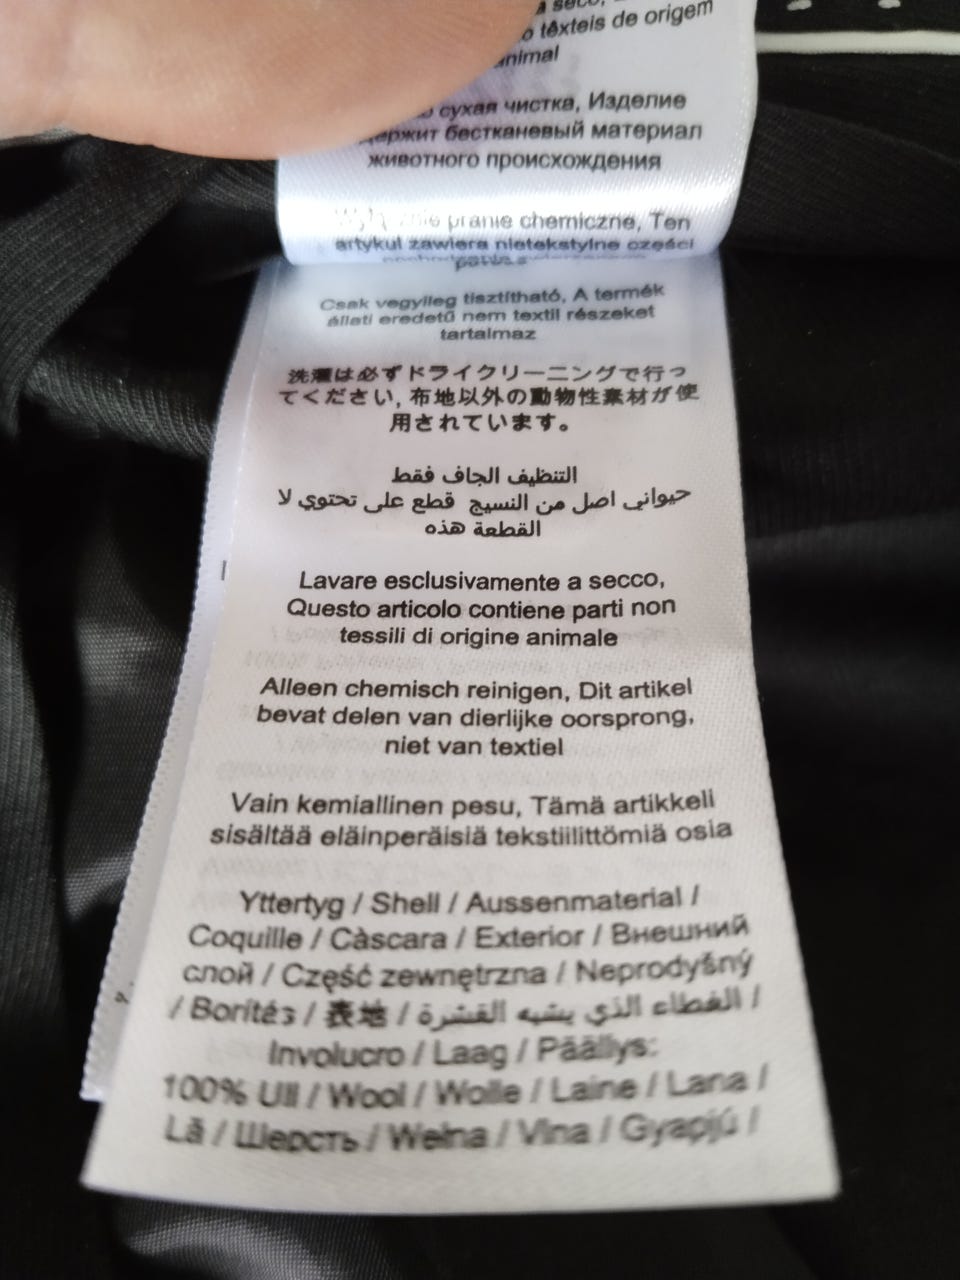 a seco,
o têxteis de origem
animal
сухая чистка, Изделие
держит бестканевый материал
животного происхождения
pranie chemiczne, Ten
artykuł zawiera nietekstylne części
Csak vegyileg tisztítható, A termék
állati eredetű nem textil részeket
tartalmaz
洗濯は必ずドライクリーニングで行っ
てください, 布地以外の動物性素材が使
用されています。
التنظيف الجاف فقط
حيواني اصل من النسيج قطع على تحتوي لا
القطعة هذه
Lavare esclusivamente a secco,
Questo articolo contiene parti non
tessili di origine animale
Alleen chemisch reinigen, Dit artikel
bevat delen van dierlijke oorsprong,
niet van textiel
Vain kemiallinen pesu, Tämä artikkeli
sisältää eläinperäisiä tekstiilittömiä osia
Yttertyg / Shell / Aussenmaterial /
Coquille / Càscara / Exterior / Внешний
слой / Część zewnętrzna / Neprodyšný
/ Borítéз / 表地 / الغطاء الذي يشبه القشرة /
Involucro / Laag / Päällys:
100% Ull / Wool / Wolle / Laine / Lana /
Lã / Шерсть / Wełna / Vlna / Gyapjú /